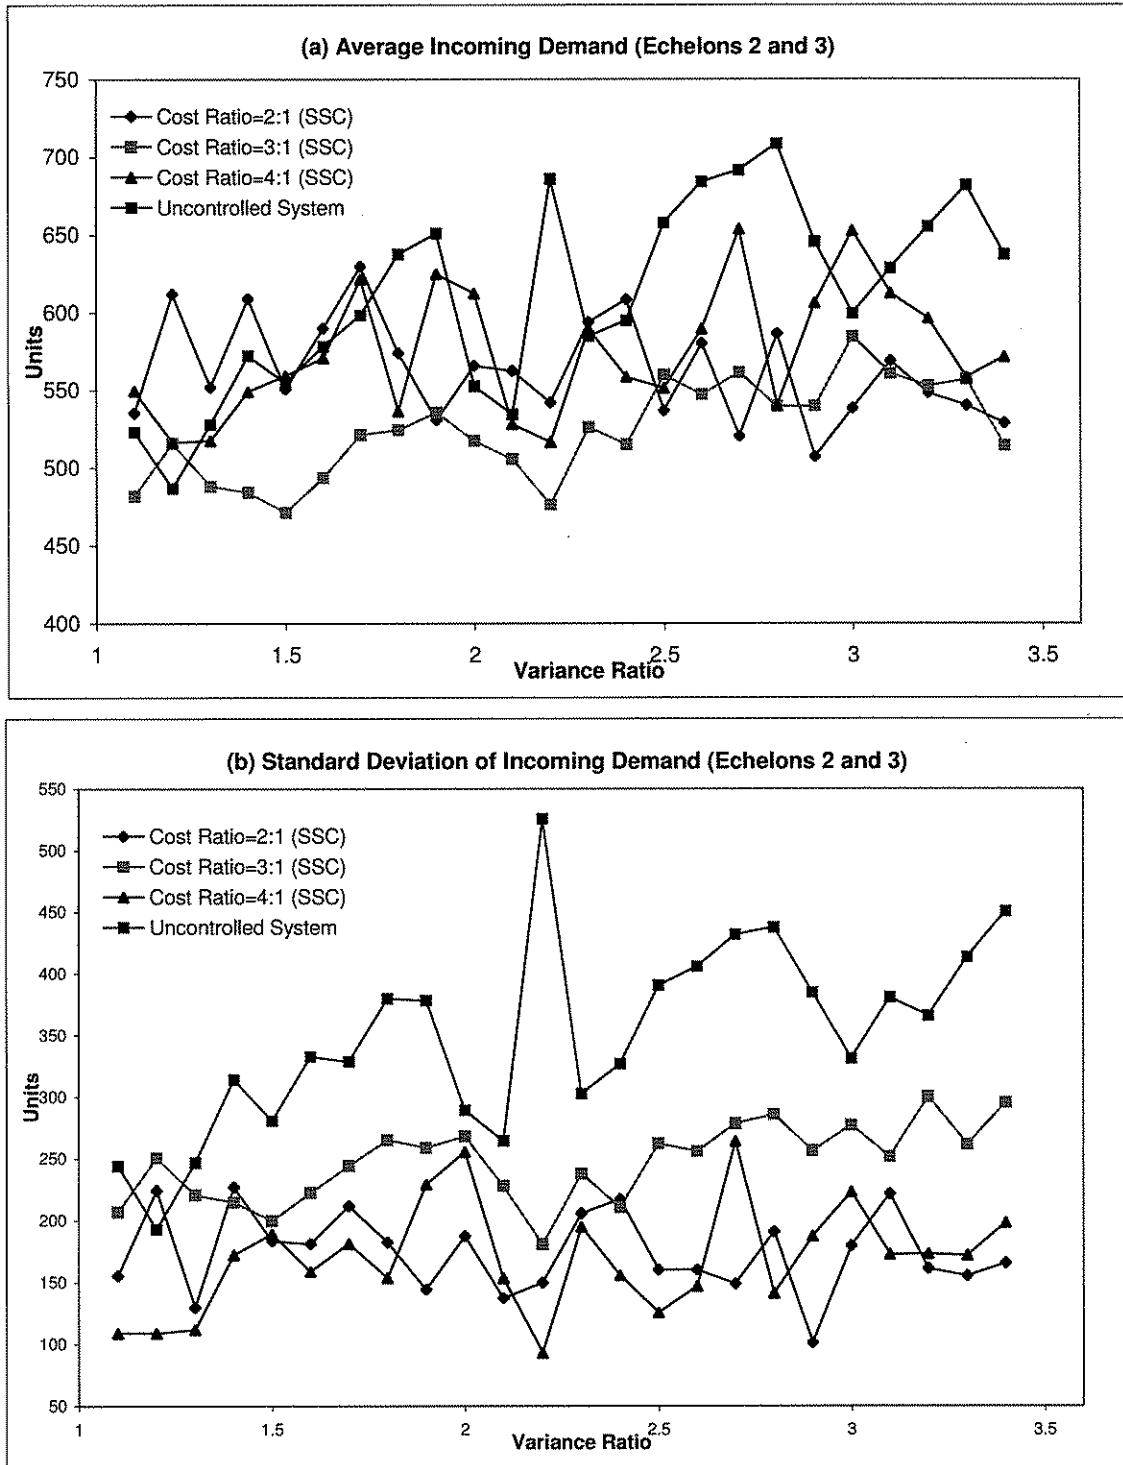 (a) Average Incoming Demand (Echelons 2 and 3)
750
700
650
600
550
500
450
400
Units
Cost Ratio=2:1 (SSC)
Cost Ratio=3:1 (SSC)
Cost Ratio=4:1 (SSC)
Uncontrolled System
1
1.5
2
2.5
3
3.5
Variance Ratio
(b) Standard Deviation of Incoming Demand (Echelons 2 and 3)
550
500
450
400
350
300
250
200
150
100
50
Units
Cost Ratio=2:1 (SSC)
Cost Ratio=3:1 (SSC)
Cost Ratio=4:1 (SSC)
Uncontrolled System
1
1.5
2
2.5
3
3.5
Variance Ratio